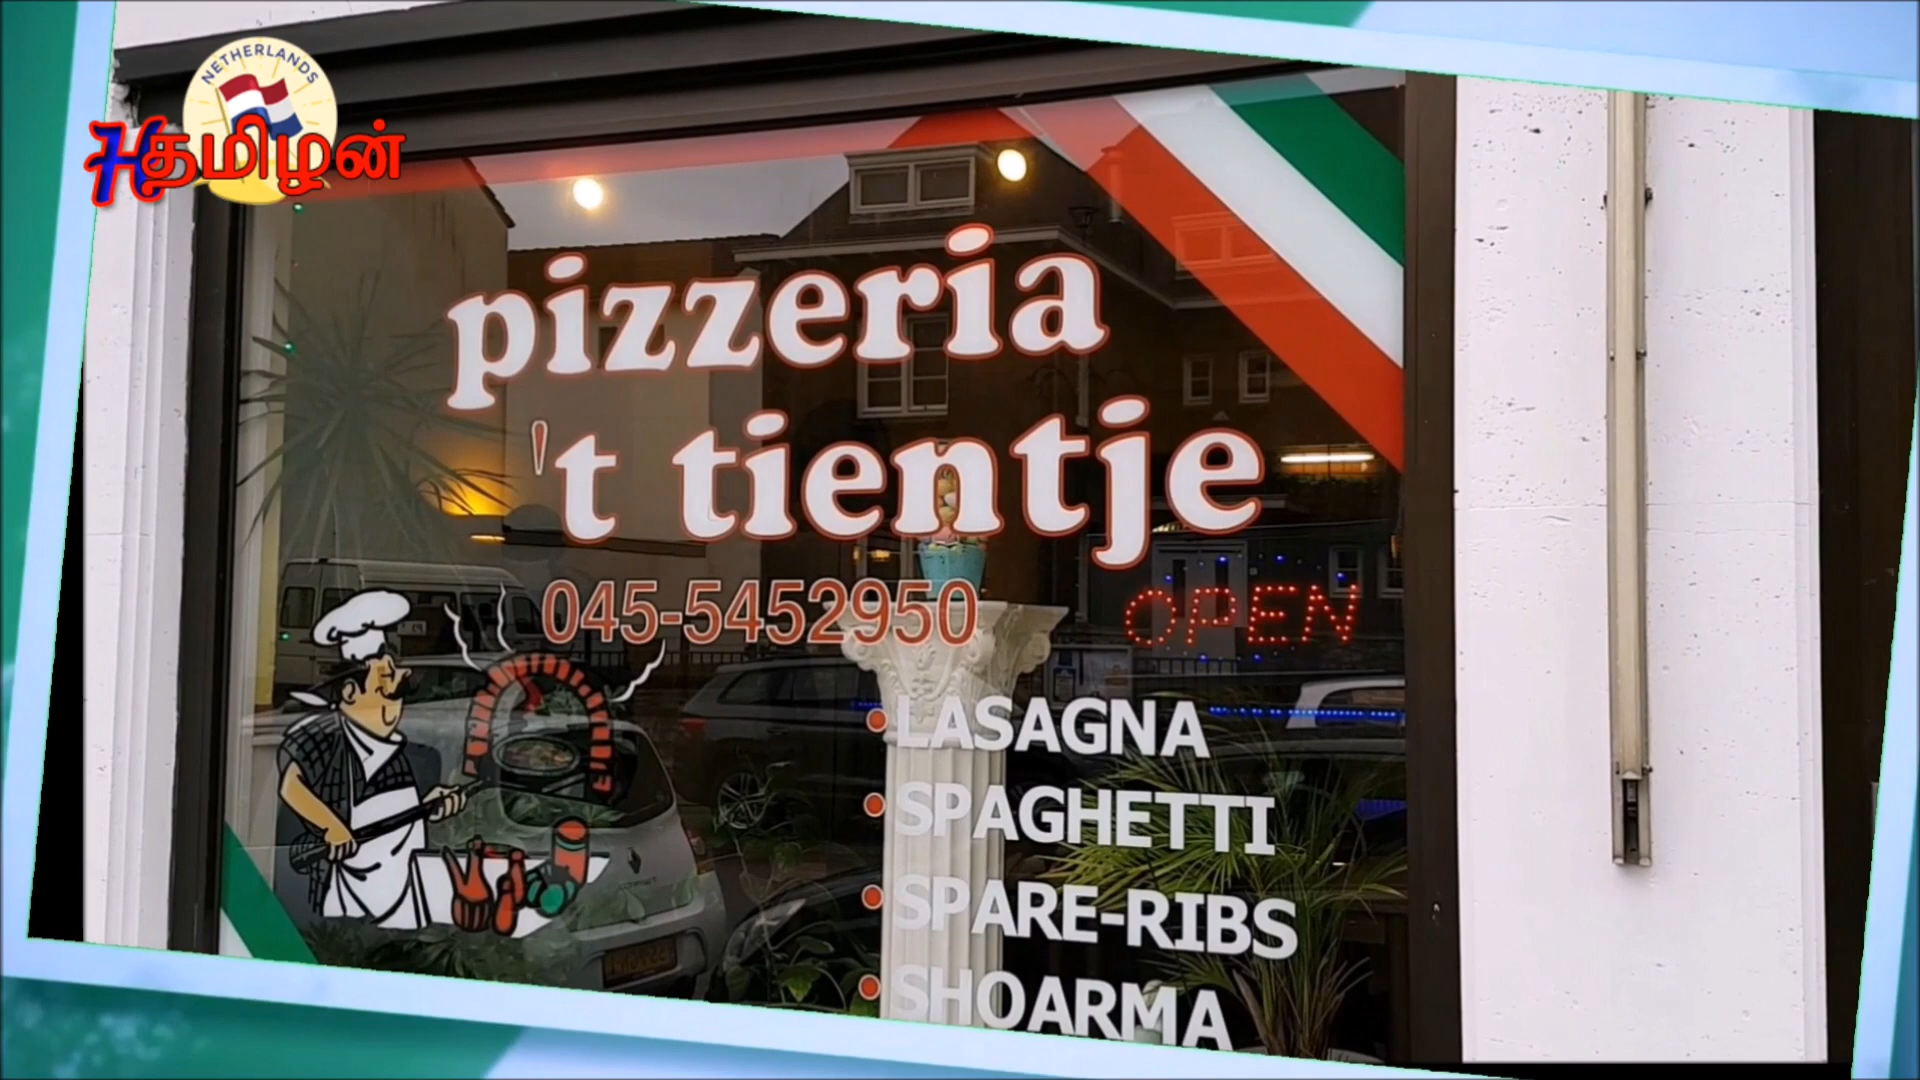 NETHERLANDS
தமிழன்
pizzeria
't tientje
045-5452950
OPEN
• LASAGNA
• SPAGHETTI
• SPARE-RIBS
• SHOARMA